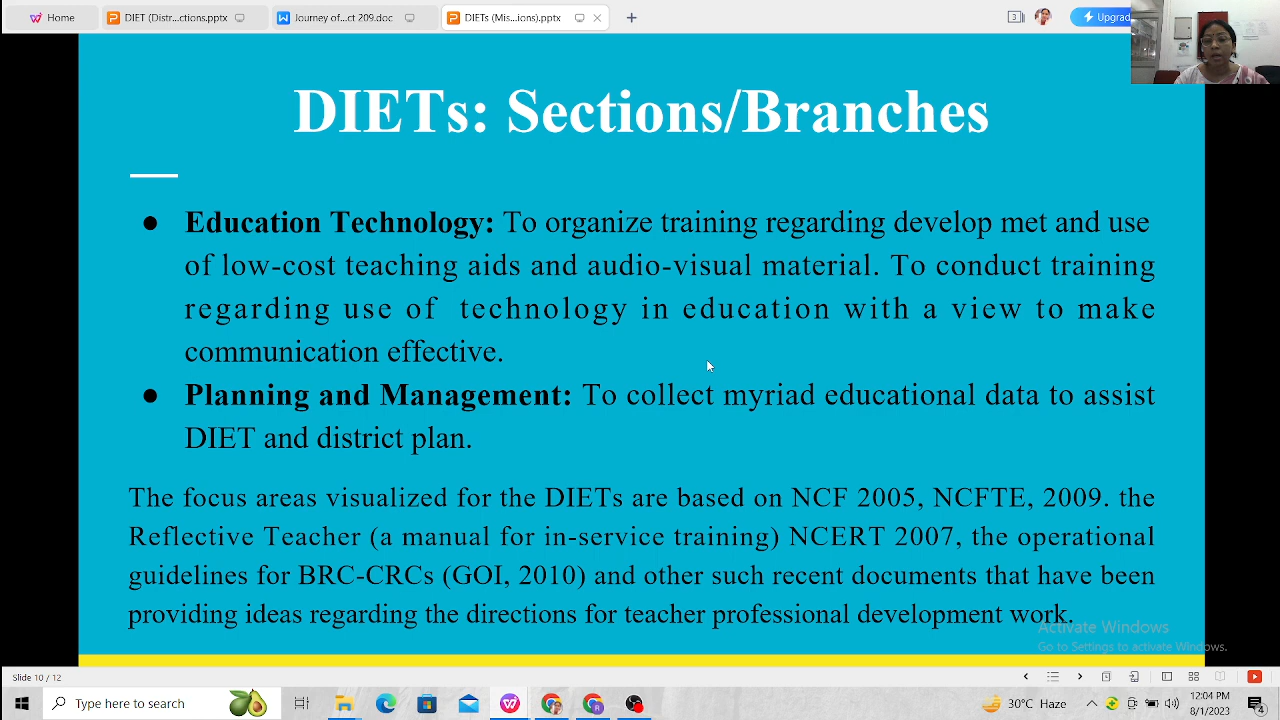 Home
DIET (Distr...ctions.pptx
Journey of...ct 209.doc
DIETs (Mis...ions).pptx
3
Upgrad
DIETs: Sections/Branches
● Education Technology: To organize training regarding develop met and use
of low-cost teaching aids and audio-visual material. To conduct training
regarding use of technology in education with a view to make
communication effective.
● Planning and Management: To collect myriad educational data to assist
DIET and district plan.
The focus areas visualized for the DIETs are based on NCF 2005, NCFTE, 2009. the
Reflective Teacher (a manual for in-service training) NCERT 2007, the operational
guidelines for BRC-CRCs (GOI, 2010) and other such recent documents that have been
providing ideas regarding the directions for teacher professional development work.
Activate Windows
Go to Settings to activate Windows.
Slide 10 / 12
Type here to search
30°C Haze
12:04 PM
8/1/2023
4